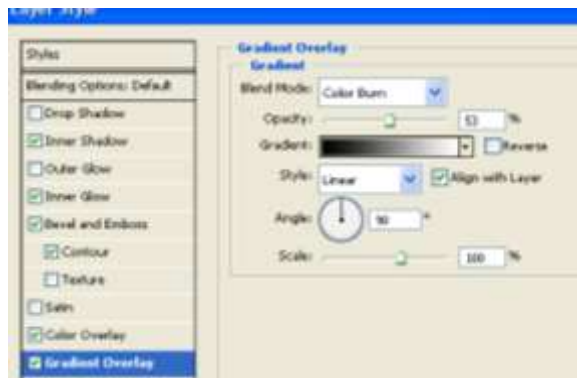 Layer Style
Styles
Blending Options: Default
Drop Shadow
Inner Shadow
Outer Glow
Inner Glow
Bevel and Emboss
Contour
Texture
Satin
Color Overlay
Gradient Overlay
Gradient Overlay
Gradient
Blend Mode: Color Burn
Opacity: 53 %
Gradient: Reverse
Style: Linear Align with Layer
Angle: 90 °
Scale: 100 %